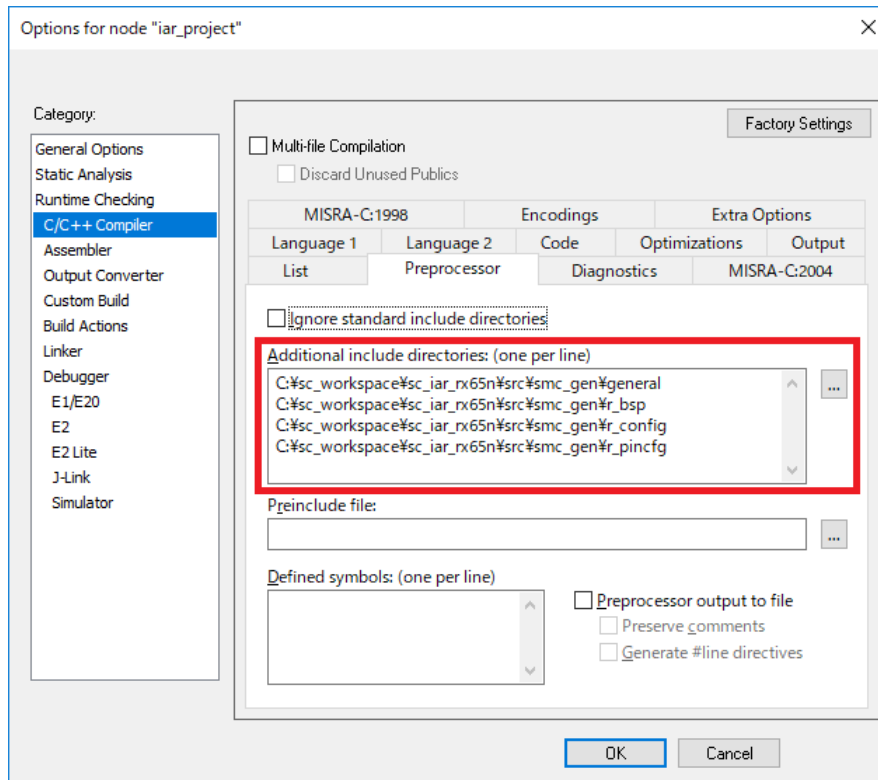 Options for node "iar_project"
Category:
General Options
Static Analysis
Runtime Checking
C/C++ Compiler
Assembler
Output Converter
Custom Build
Build Actions
Linker
Debugger
E1/E20
E2
E2 Lite
J-Link
Simulator
Factory Settings
Multi-file Compilation
Discard Unused Publics
MISRA-C:1998 Encodings Extra Options
Language 1 Language 2 Code Optimizations Output
List Preprocessor Diagnostics MISRA-C:2004
Ignore standard include directories
Additional include directories: (one per line)
C:¥sc_workspace¥sc_iar_rx65n¥src¥smc_gen¥general
C:¥sc_workspace¥sc_iar_rx65n¥src¥smc_gen¥r_bsp
C:¥sc_workspace¥sc_iar_rx65n¥src¥smc_gen¥r_config
C:¥sc_workspace¥sc_iar_rx65n¥src¥smc_gen¥r_pincfg
...
Preinclude file:
...
Defined symbols: (one per line)
Preprocessor output to file
Preserve comments
Generate #line directives
OK Cancel